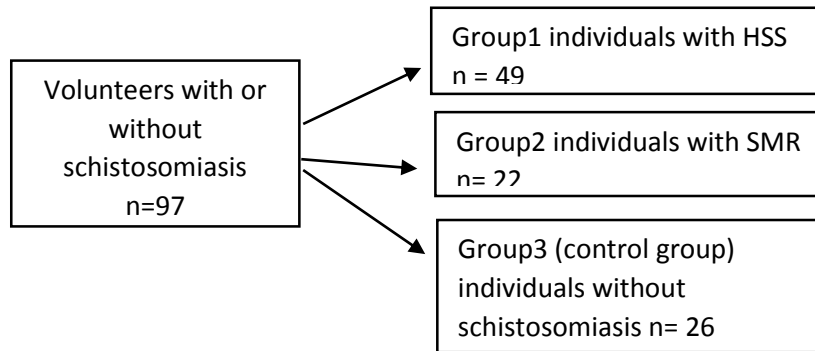 Volunteers with or
without
schistosomiasis
n=97
Group1 individuals with HSS
n = 49
Group2 individuals with SMR
n= 22
Group3 (control group)
individuals without
schistosomiasis n= 26